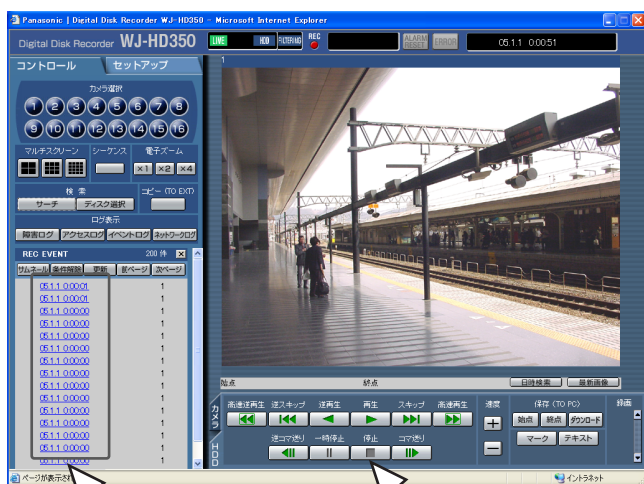 Panasonic | Digital Disk Recorder WJ-HD350 - Microsoft Internet Explorer
Digital Disk Recorder WJ-HD350
LIVE HDD FILTERING REC ALARM RESET ERROR 05.1.1 0:00:51
コントロール セットアップ
1
カメラ選択
1 2 3 4 5 6 7 8
9 10 11 12 13 14 15 16
マルチスクリーン シーケンス 電子ズーム
×1 ×2 ×4
検 索 コピー (TO EXT)
サーチ ディスク選択
ログ表示
障害ログ アクセスログ イベントログ ネットワークログ
REC EVENT 200 件
サムネール 条件解除 更新 前ページ 次ページ
05.1.1 0:00:01 1
05.1.1 0:00:01 1
05.1.1 0:00:00 1
05.1.1 0:00:00 1
05.1.1 0:00:00 1
05.1.1 0:00:00 1
05.1.1 0:00:00 1
05.1.1 0:00:00 1
05.1.1 0:00:00 1
05.1.1 0:00:00 1
05.1.1 0:00:00 1
05.1.1 0:00:00 1
05.1.1 0:00:00 1
05.1.1 0:00:00 1
05.1.1 0:00:00 1
始点 終点 日時検索 最新画像
カメラ
HDD
高速逆再生 逆スキップ 逆再生 再生 スキップ 高速再生 速度 保存 (TO PC) 録画
始点 終点 ダウンロード
逆コマ送り 一時停止 停止 コマ送り
マーク テキスト
ページが表示され
イントラネット